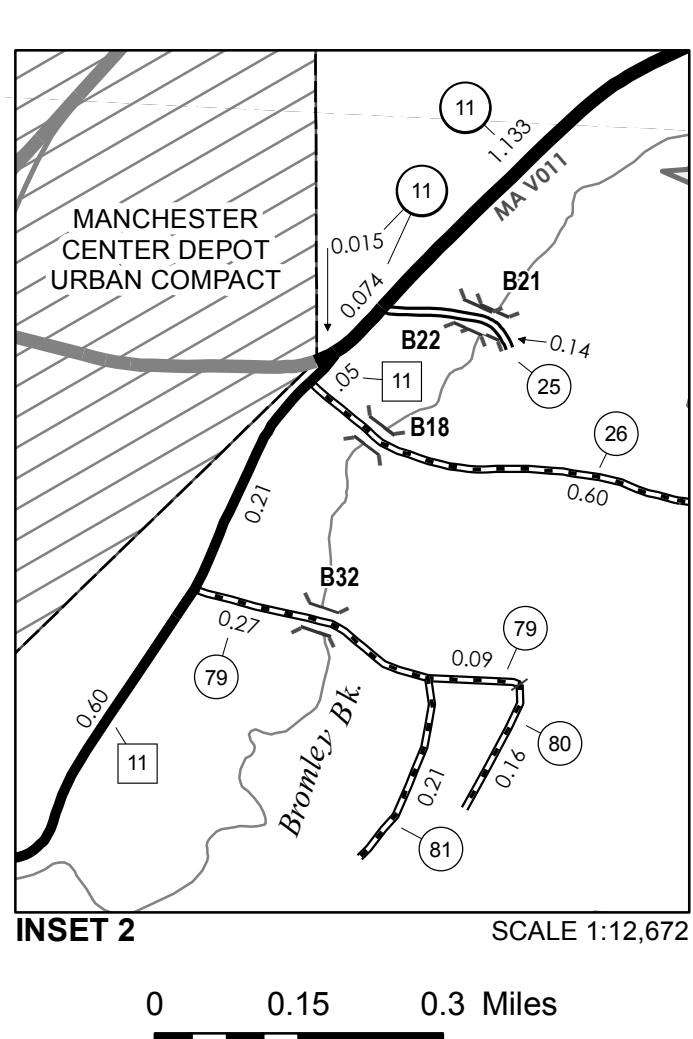 11
1.133
MA V011
11
MANCHESTER
CENTER DEPOT
URBAN COMPACT
0.015
0.074
B21
B22
0.14
25
.05
11
B18
26
0.60
0.21
B32
0.27
79
79
0.09
80
0.16
0.60
11
Bromley Bk.
0.21
81
INSET 2
SCALE 1:12,672
0 0.15 0.3 Miles